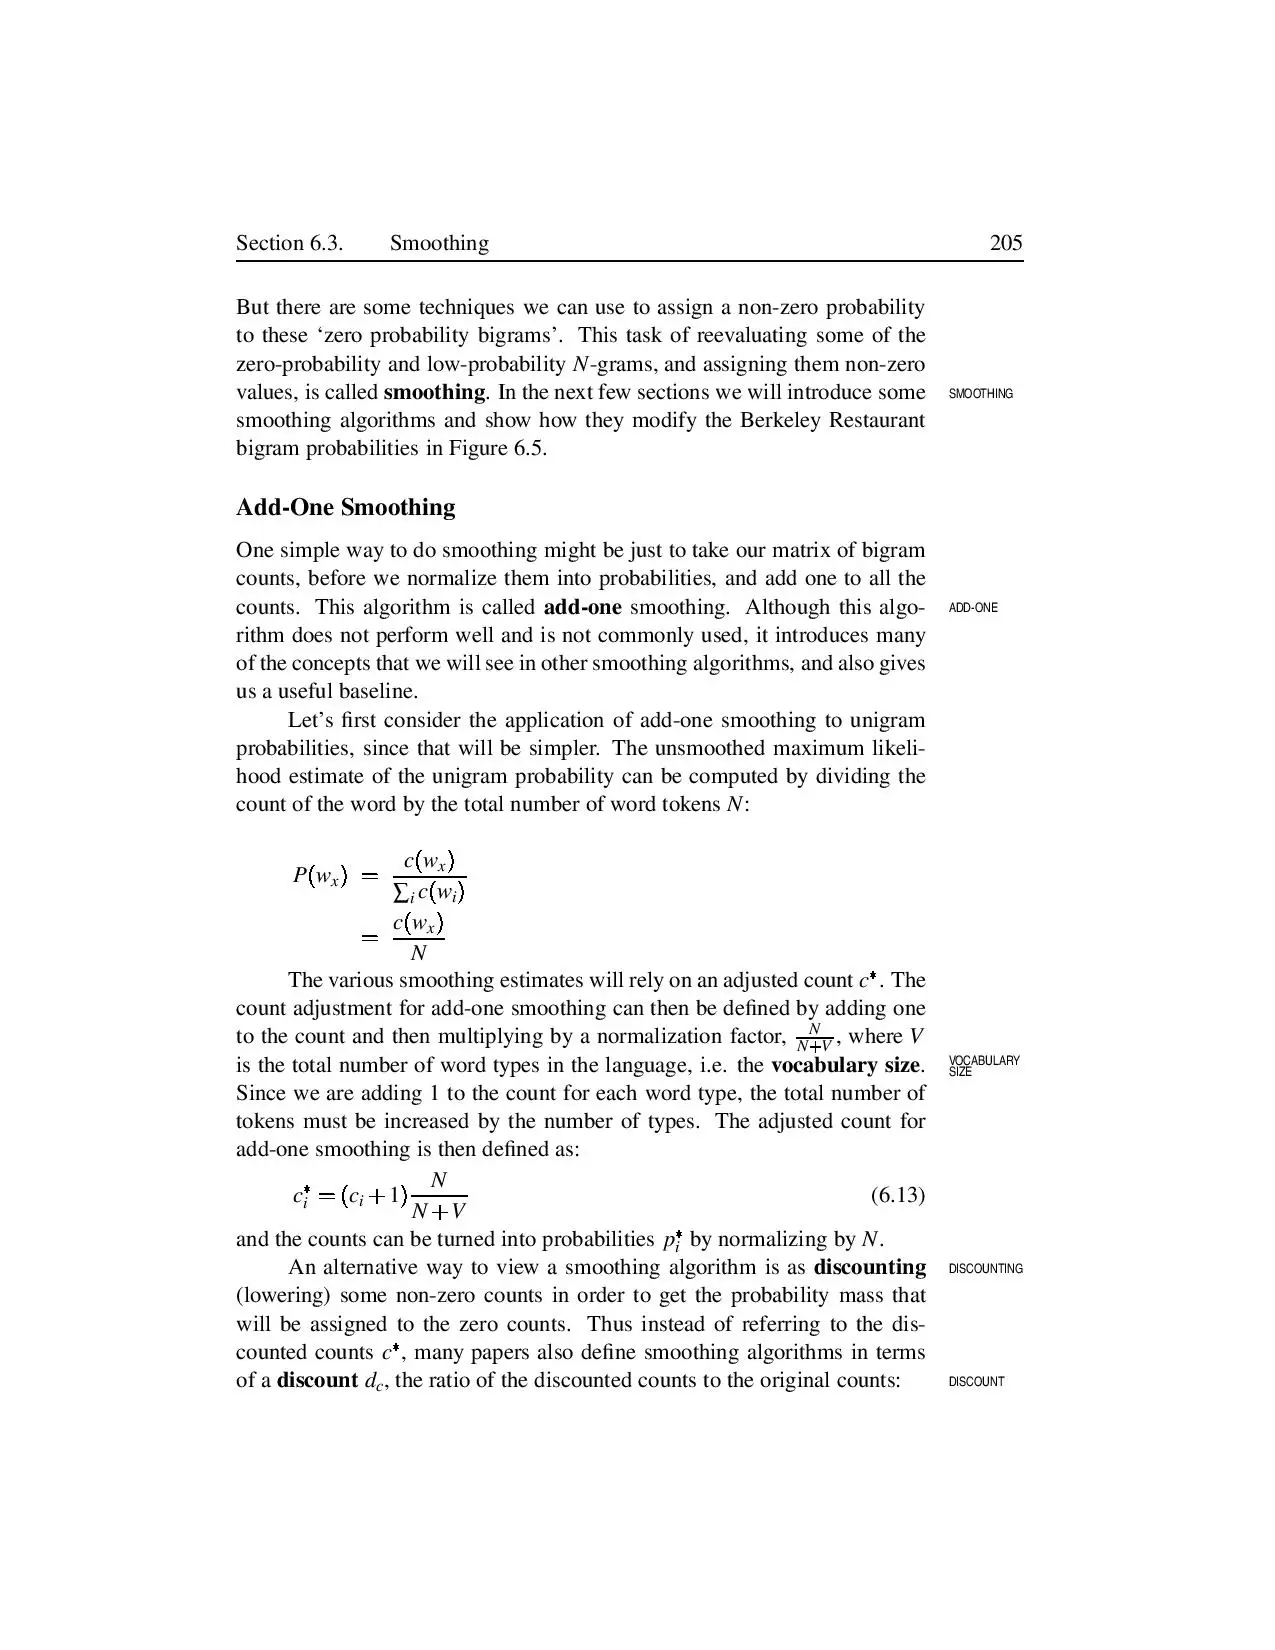 Section 6.3. Smoothing 205
But there are some techniques we can use to assign a non-zero probability
to these ‘zero probability bigrams’. This task of reevaluating some of the
zero-probability and low-probability N-grams, and assigning them non-zero
values, is called smoothing. In the next few sections we will introduce some
SMOOTHING
smoothing algorithms and show how they modify the Berkeley Restaurant
bigram probabilities in Figure 6.5.
Add-One Smoothing
One simple way to do smoothing might be just to take our matrix of bigram
counts, before we normalize them into probabilities, and add one to all the
counts. This algorithm is called add-one smoothing. Although this algo-
ADD-ONE
rithm does not perform well and is not commonly used, it introduces many
of the concepts that we will see in other smoothing algorithms, and also gives
us a useful baseline.
Let’s first consider the application of add-one smoothing to unigram
probabilities, since that will be simpler. The unsmoothed maximum likeli-
hood estimate of the unigram probability can be computed by dividing the
count of the word by the total number of word tokens N:
P(w_x) = c(w_x) / ∑_i c(w_i)
= c(w_x) / N
The various smoothing estimates will rely on an adjusted count c*. The
count adjustment for add-one smoothing can then be defined by adding one
to the count and then multiplying by a normalization factor, N/(N+V), where V
is the total number of word types in the language, i.e. the vocabulary size.
VOCABULARY
SIZE
Since we are adding 1 to the count for each word type, the total number of
tokens must be increased by the number of types. The adjusted count for
add-one smoothing is then defined as:
c_i* = (c_i + 1) N/(N+V) (6.13)
and the counts can be turned into probabilities p_i* by normalizing by N.
An alternative way to view a smoothing algorithm is as discounting
DISCOUNTING
(lowering) some non-zero counts in order to get the probability mass that
will be assigned to the zero counts. Thus instead of referring to the dis-
counted counts c*, many papers also define smoothing algorithms in terms
of a discount d_c, the ratio of the discounted counts to the original counts:
DISCOUNT